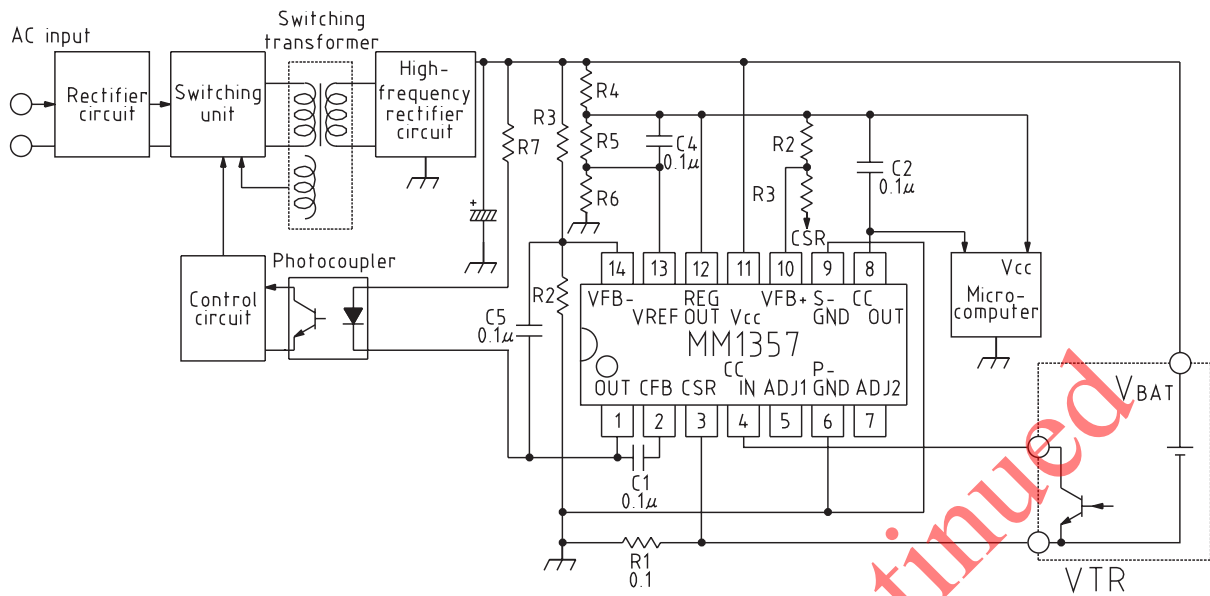 AC input
Switching
transformer
Rectifier
circuit
Switching
unit
High-
frequency
rectifier
circuit
R7
R3
R4
R5
R6
C4
0.1μ
R2
R3
CSR
C2
0.1μ
+
Control
circuit
Photocoupler
C5
0.1μ
R2
14
13
12
11
10
9
8
VFB-
VREF
REG
OUT
Vcc
VFB+
S-
GND
CC
OUT
MM1357
OUT
CFB
CSR
CC
IN
ADJ1
P-
GND
ADJ2
1
2
3
4
5
6
7
Vcc
Micro-
computer
C1
0.1μ
R1
0.1
VBAT
VTR
tinued